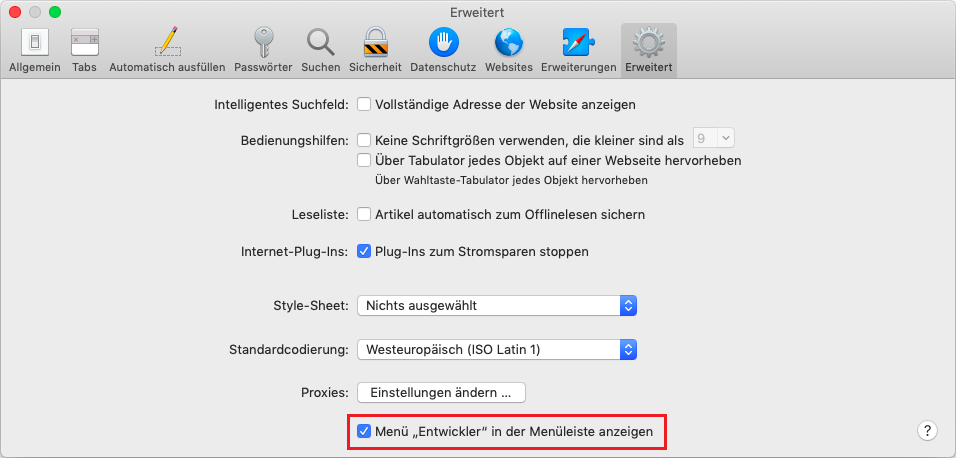 Erweitert
Allgemein Tabs Automatisch ausfüllen Passwörter Suchen Sicherheit Datenschutz Websites Erweiterungen Erweitert
Intelligentes Suchfeld: Vollständige Adresse der Website anzeigen
Bedienungshilfen: Keine Schriftgrößen verwenden, die kleiner sind als 9
Über Tabulator jedes Objekt auf einer Webseite hervorheben
Über Wahltaste-Tabulator jedes Objekt hervorheben
Leseliste: Artikel automatisch zum Offlinelesen sichern
Internet-Plug-Ins: Plug-Ins zum Stromsparen stoppen
Style-Sheet: Nichts ausgewählt
Standardcodierung: Westeuropäisch (ISO Latin 1)
Proxies: Einstellungen ändern ...
Menü „Entwickler“ in der Menüleiste anzeigen
?